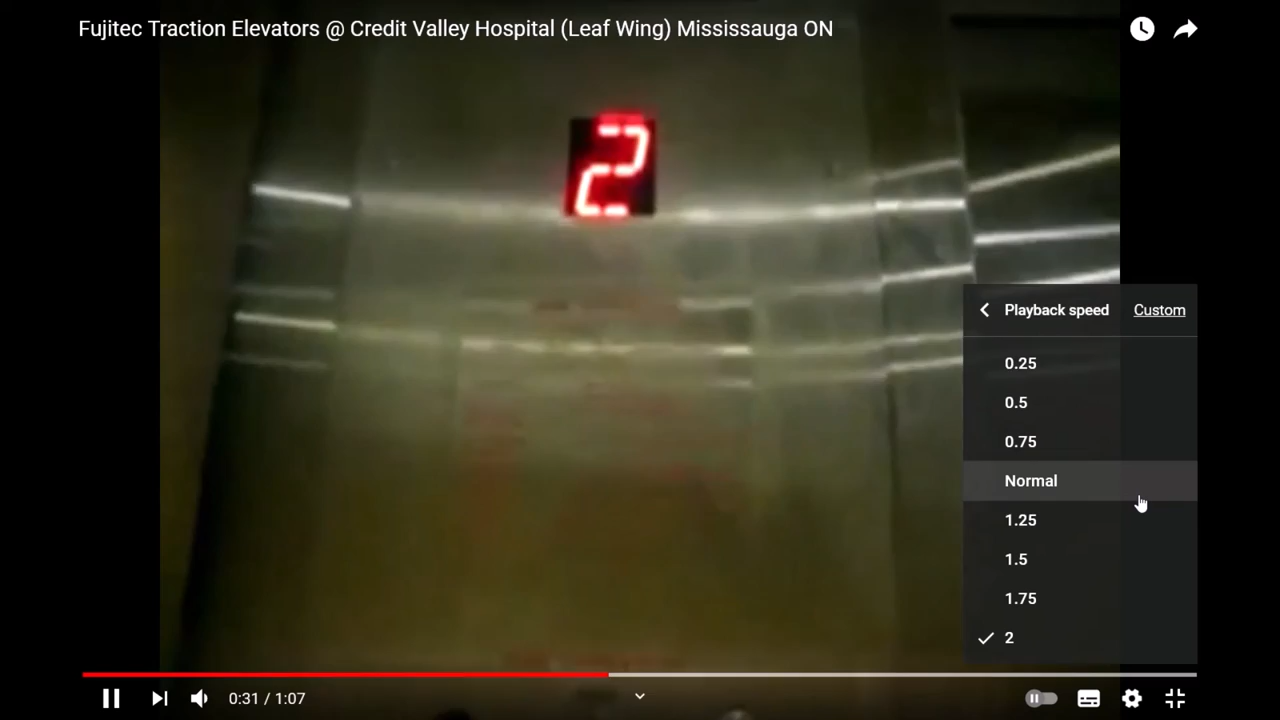 Fujitec Traction Elevators @ Credit Valley Hospital (Leaf Wing) Mississauga ON
2
Playback speed Custom
0.25
0.5
0.75
Normal
1.25
1.5
1.75
2
0:31 / 1:07